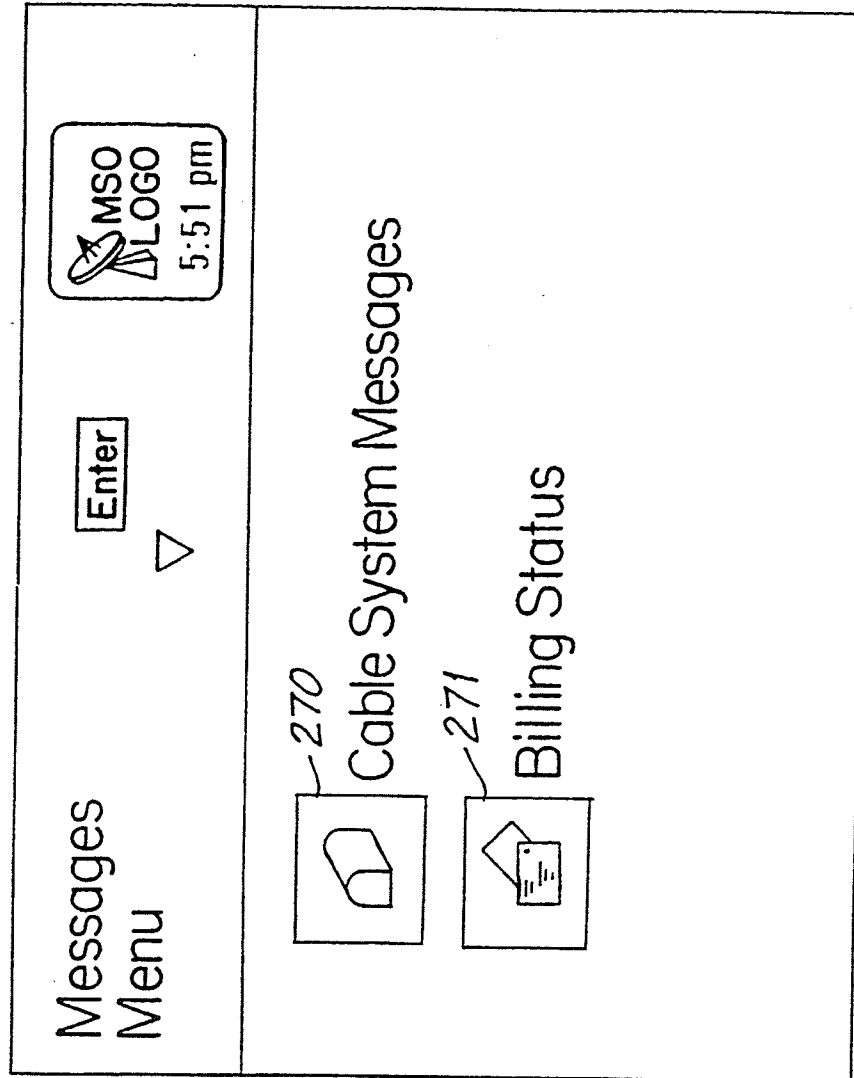 Messages
Menu
Enter
MSO
LOGO
5:51 pm
270
Cable System Messages
271
Billing Status